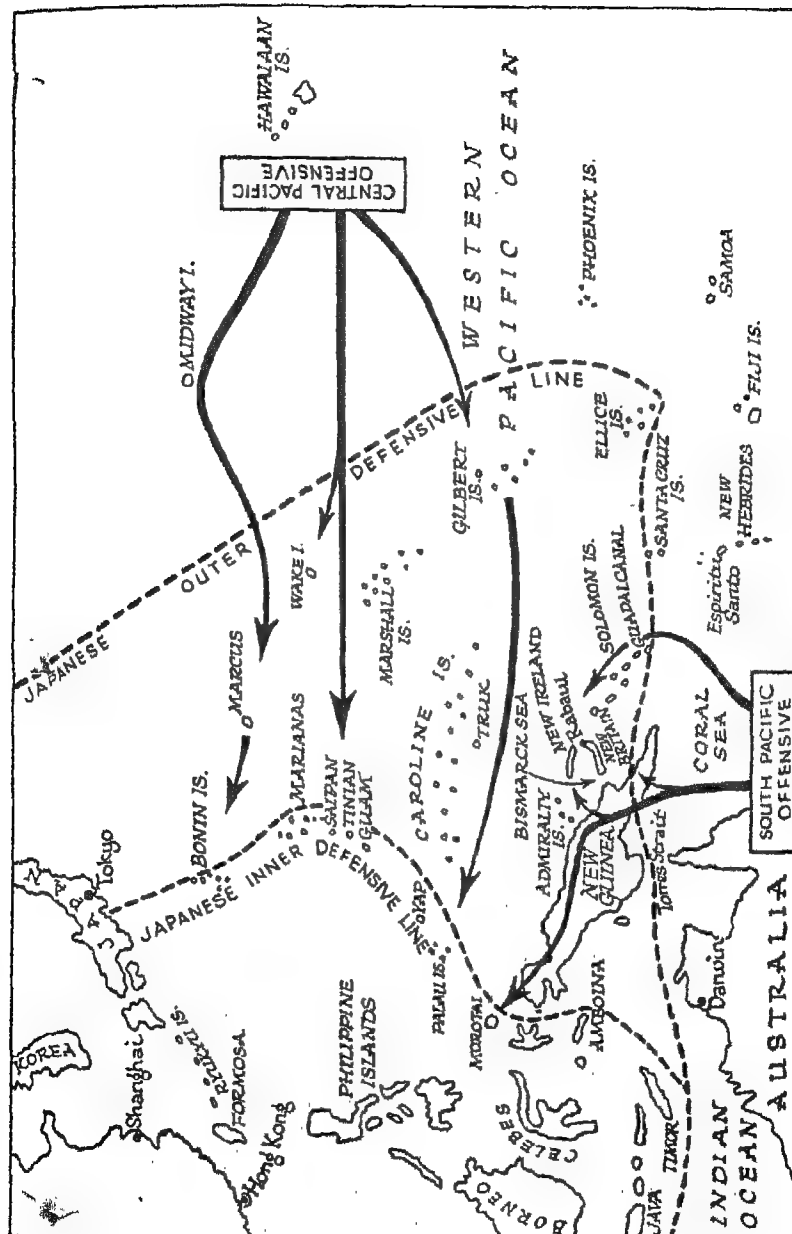 HAWAIIAN
IS.
CENTRAL PACIFIC
OFFENSIVE
MIDWAY I.
WESTERN
PACIFIC OCEAN
PHOENIX IS.
SAMOA
FIJI IS.
ELLICE
IS.
SANTA CRUZ
IS.
NEW
HEBRIDES
Espiritu
Santo
JAPANESE OUTER DEFENSIVE LINE
GILBERT
IS.
WAKE I.
MARSHALL
IS.
SOLOMON IS.
GUADALCANAL
MARCUS
CAROLINE IS.
TRUK
NEW IRELAND
Rabaul
NEW
BRITAIN
BISMARCK SEA
CORAL
SEA
SOUTH PACIFIC
OFFENSIVE
BONIN IS.
MARIANAS
SAIPAN
TINIAN
GUAM
JAPANESE INNER DEFENSIVE LINE
YAP
PALAU IS.
ADMIRALTY
IS.
NEW
GUINEA
Torres Strait
JAPAN
Tokyo
KOREA
Shanghai
RYUKYU IS.
FORMOSA
Hong Kong
PHILIPPINE
ISLANDS
MOROTAI
AMBOINA
CELEBES
BORNEO
JAVA
TIMOR
Darwin
AUSTRALIA
INDIAN
OCEAN